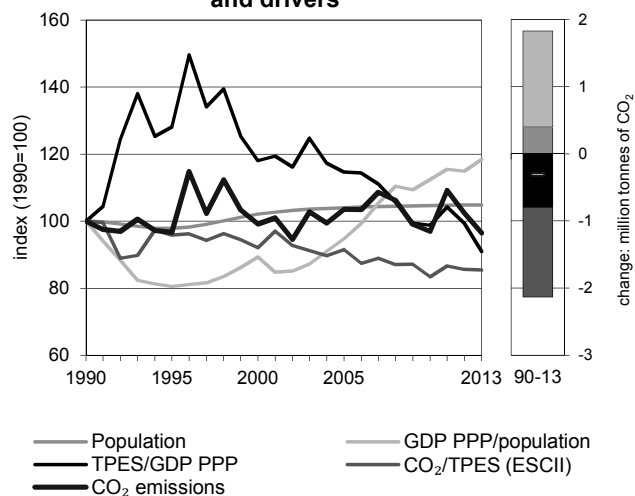 and drivers
index (1990=100)
160
140
120
100
80
60
1990
1995
2000
2005
2013
2
1
0
-1
-2
-3
90-13
change: million tonnes of CO₂
Population
GDP PPP/population
TPES/GDP PPP
CO₂/TPES (ESCII)
CO₂ emissions